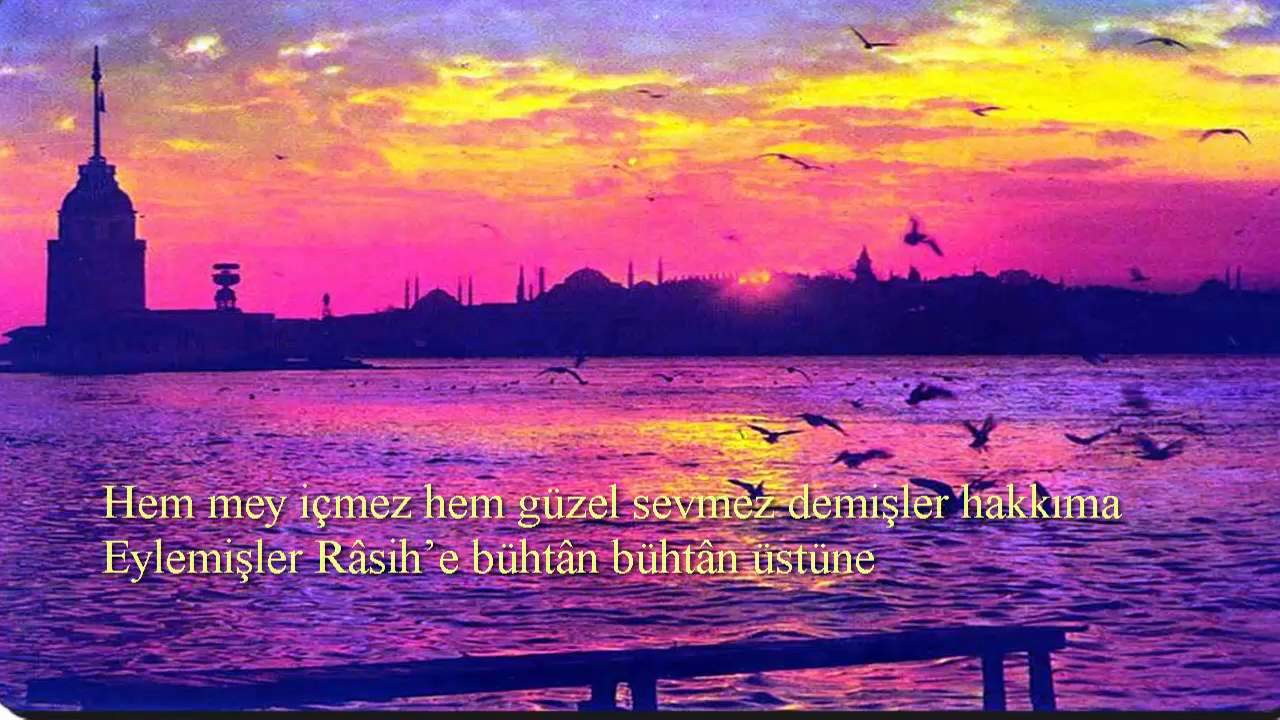 Hem mey içmez hem güzel sevmez demişler hakkıma
Eylemişler Râsih’e bühtân bühtân üstüne